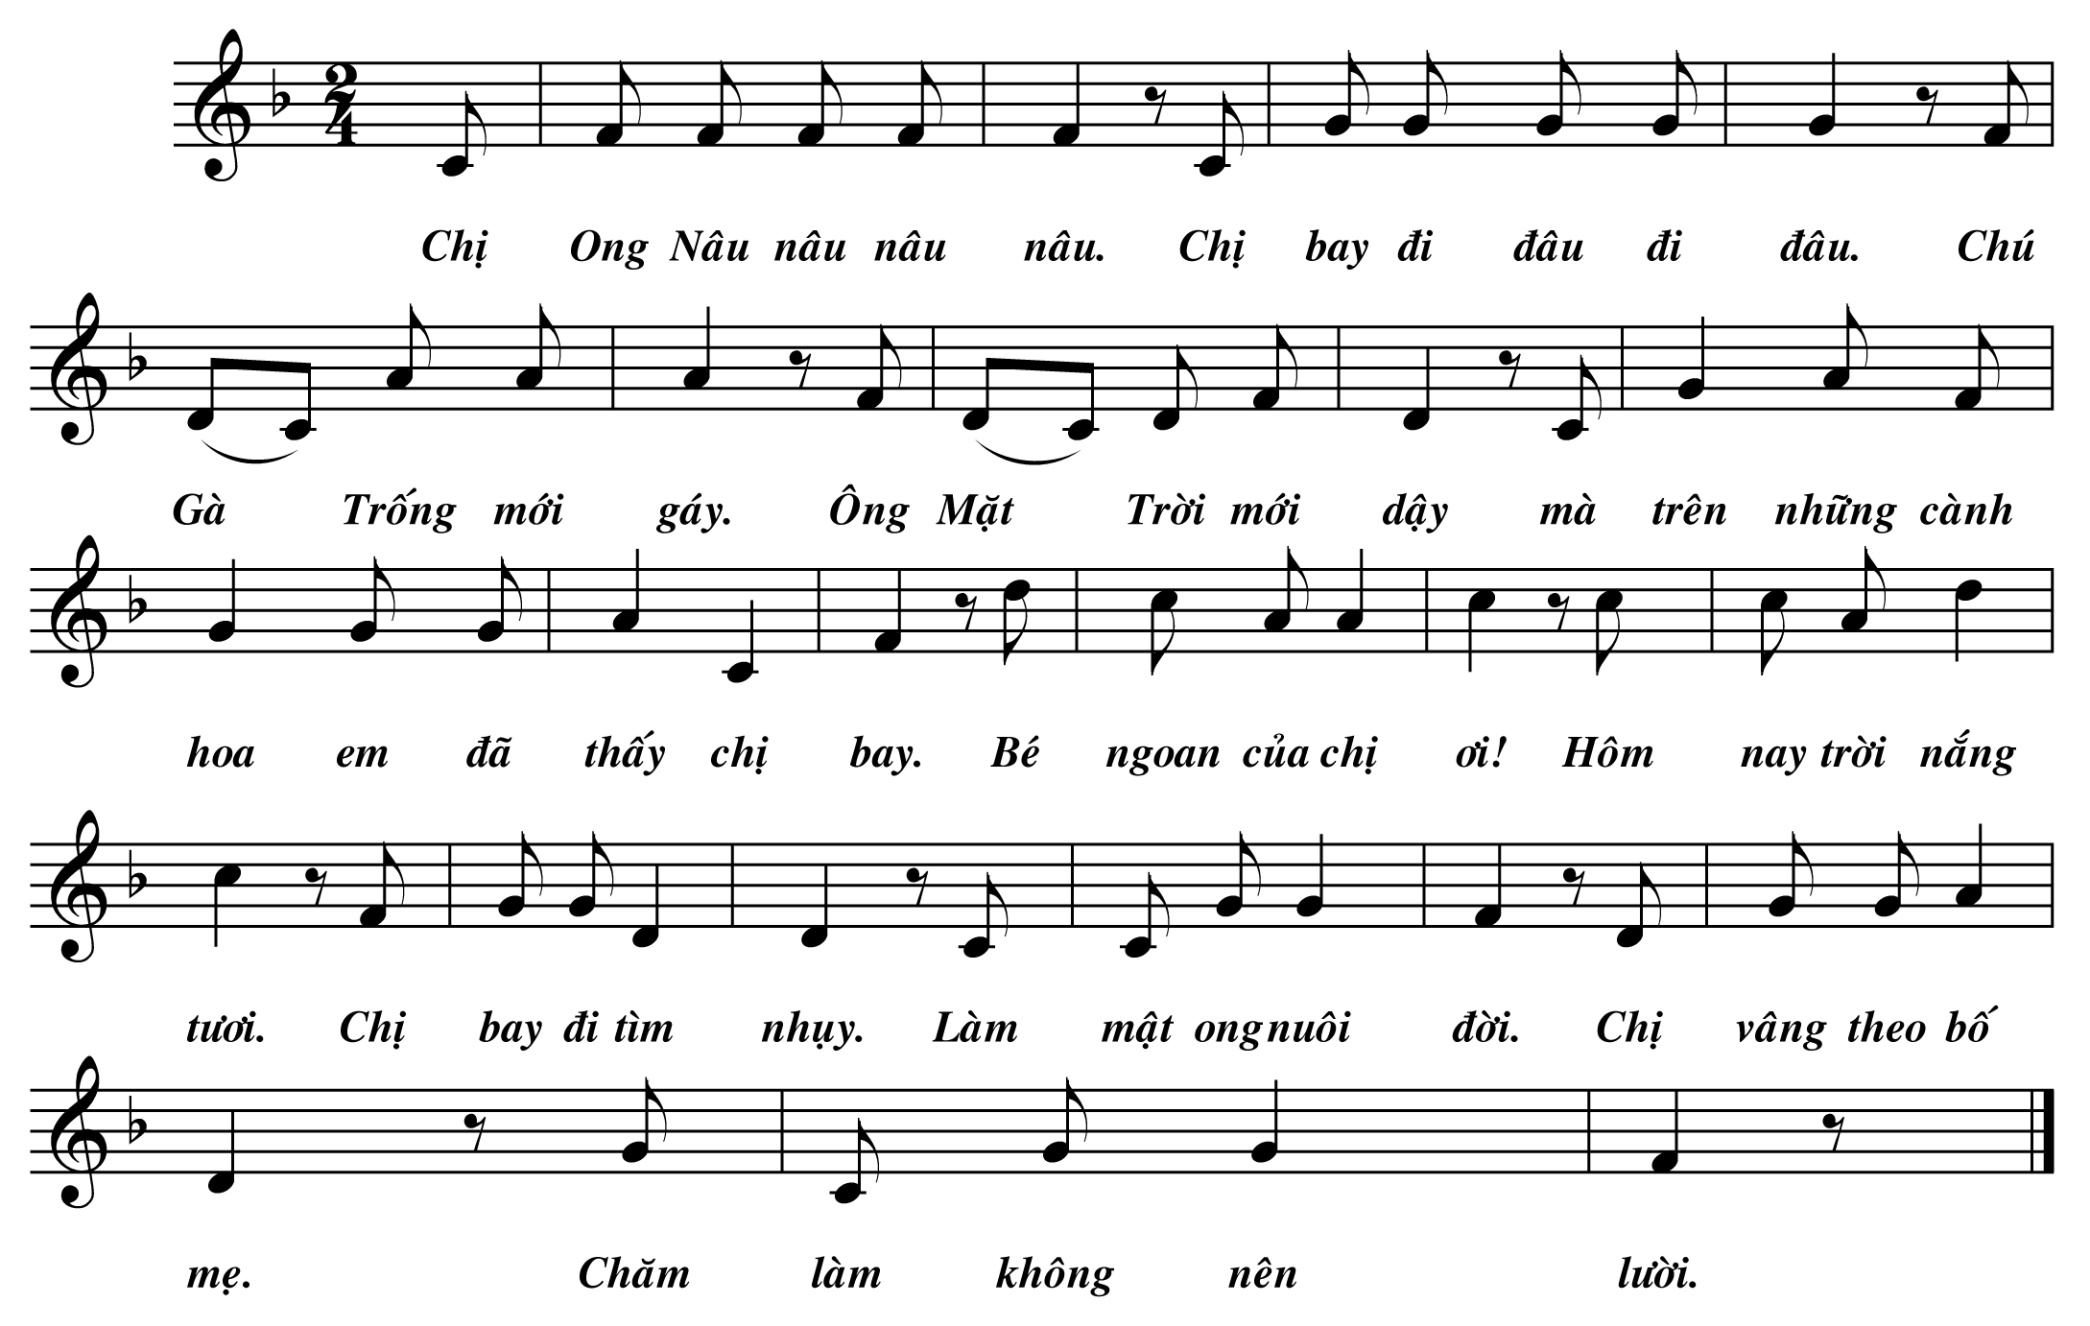 2
4
Chị Ong Nâu nâu nâu nâu. Chị bay đi đâu đi đâu. Chú
Gà Trống mới gáy. Ông Mặt Trời mới dậy mà trên những cành
hoa em đã thấy chị bay. Bé ngoan của chị ơi! Hôm nay trời nắng
tươi. Chị bay đi tìm nhụy. Làm mật ong nuôi đời. Chị vâng theo bố
mẹ. Chăm làm không nên lười.